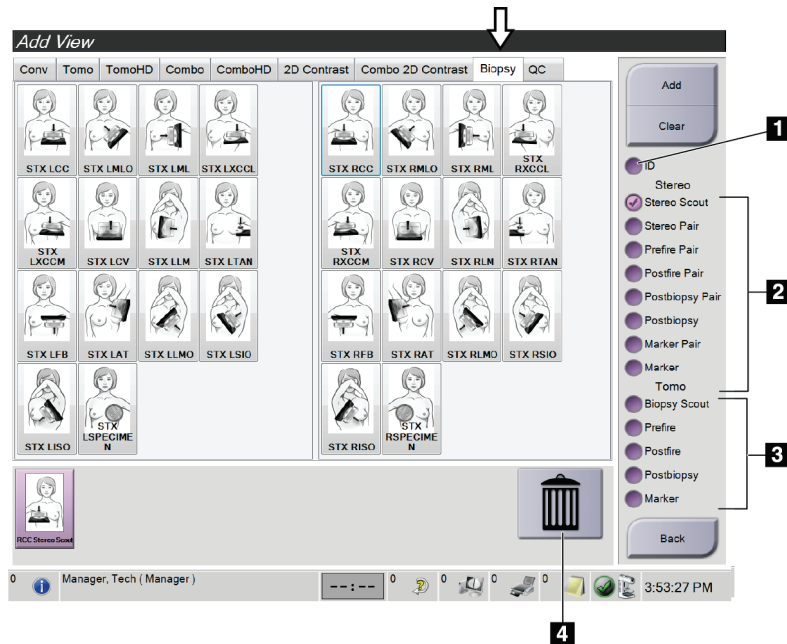 Add View
Conv Tomo TomoHD Combo ComboHD 2D Contrast Combo 2D Contrast Biopsy QC
STX LCC STX LMLO STX LML STX LXCCL
STX RCC STX RMLO STX RML STX RXCCL
STX LXCCM STX LCV STX LLM STX LTAN
STX RXCCM STX RCV STX RLM STX RTAN
STX LFB STX LAT STX LLMO STX LSIO
STX RFB STX RAT STX RLMO STX RSIO
STX LISO STX LSPECIMEN
STX RISO STX RSPECIMEN
Add
Clear
1
ID
Stereo
Stereo Scout
Stereo Pair
Prefire Pair
Postfire Pair
Postbiopsy Pair
2
Postbiopsy
Marker Pair
Marker
Tomo
Biopsy Scout
Prefire
Postfire
3
Postbiopsy
Marker
Back
RCC Stereo Scout
0 Manager, Tech ( Manager ) --:-- 0 0 0 0 3:53:27 PM
4